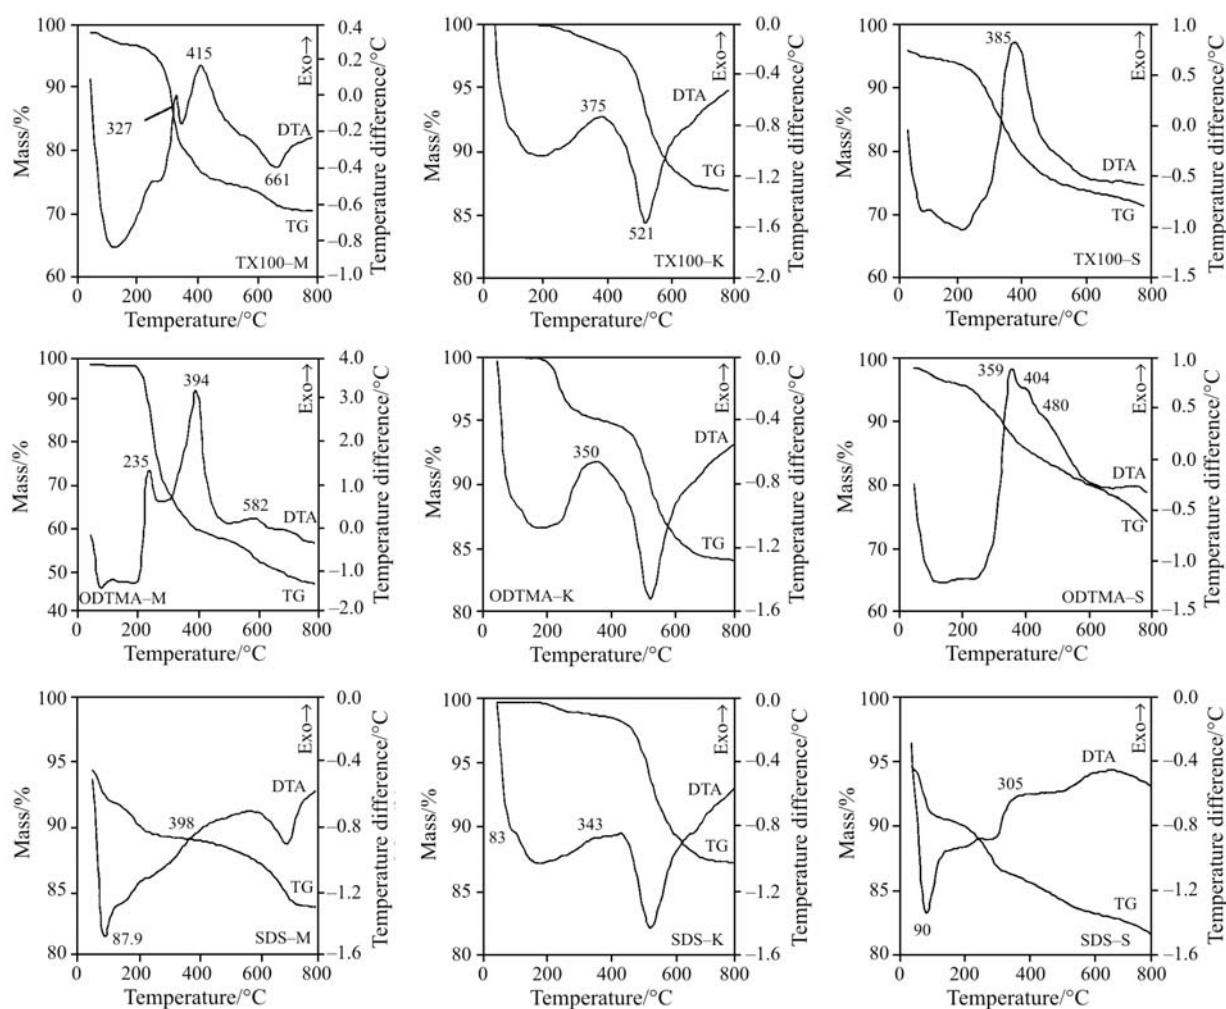 100
90
80
70
60
Mass/%
0.4
0.2
0.0
–0.2
–0.4
–0.6
–0.8
–1.0
Temperature difference/°C
Exo→
415
327
661
DTA
TG
TX100–M
0 200 400 600 800
Temperature/°C
100
95
90
85
80
Mass/%
0.0
–0.4
–0.8
–1.2
–1.6
–2.0
Temperature difference/°C
Exo→
375
521
DTA
TG
TX100–K
0 200 400 600 800
Temperature/°C
100
90
80
70
60
Mass/%
1.0
0.5
0.0
–0.5
–1.0
–1.5
Temperature difference/°C
Exo→
385
DTA
TG
TX100–S
0 200 400 600 800
Temperature/°C
100
90
80
70
60
50
40
Mass/%
4.0
3.0
2.0
1.0
0.0
–1.0
–2.0
Temperature difference/°C
Exo→
394
235
582
DTA
TG
ODTMA–M
0 200 400 600 800
Temperature/°C
100
95
90
85
80
Mass/%
0.0
–0.4
–0.8
–1.2
–1.6
Temperature difference/°C
Exo→
350
DTA
TG
ODTMA–K
0 200 400 600 800
Temperature/°C
100
90
80
70
60
Mass/%
1.0
0.5
0.0
–0.5
–1.0
–1.5
Temperature difference/°C
Exo→
359
404
480
DTA
TG
ODTMA–S
0 200 400 600 800
Temperature/°C
100
95
90
85
80
Mass/%
0.0
–0.4
–0.8
–1.2
–1.6
Temperature difference/°C
Exo→
398
87.9
DTA
TG
SDS–M
0 200 400 600 800
Temperature/°C
100
95
90
85
80
Mass/%
0.0
–0.4
–0.8
–1.2
–1.6
Temperature difference/°C
Exo→
83
343
DTA
TG
SDS–K
0 200 400 600 800
Temperature/°C
100
95
90
85
80
Mass/%
0.0
–0.4
–0.8
–1.2
–1.6
Temperature difference/°C
Exo→
305
90
DTA
TG
SDS–S
0 200 400 600 800
Temperature/°C